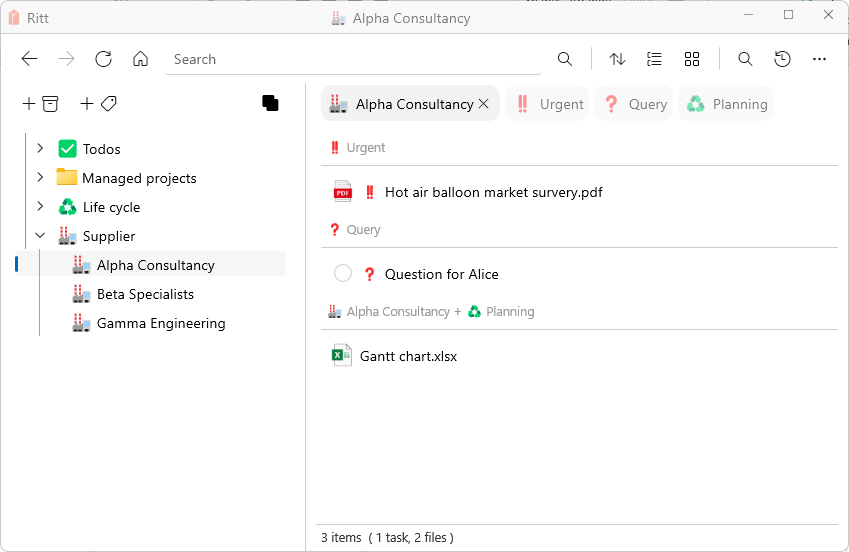 Ritt
Alpha Consultancy
Search
Todos
Managed projects
Life cycle
Supplier
Alpha Consultancy
Beta Specialists
Gamma Engineering
Alpha Consultancy Urgent Query Planning
Urgent
PDF Hot air balloon market survery.pdf
Query
Question for Alice
Alpha Consultancy + Planning
Gantt chart.xlsx
3 items ( 1 task, 2 files )